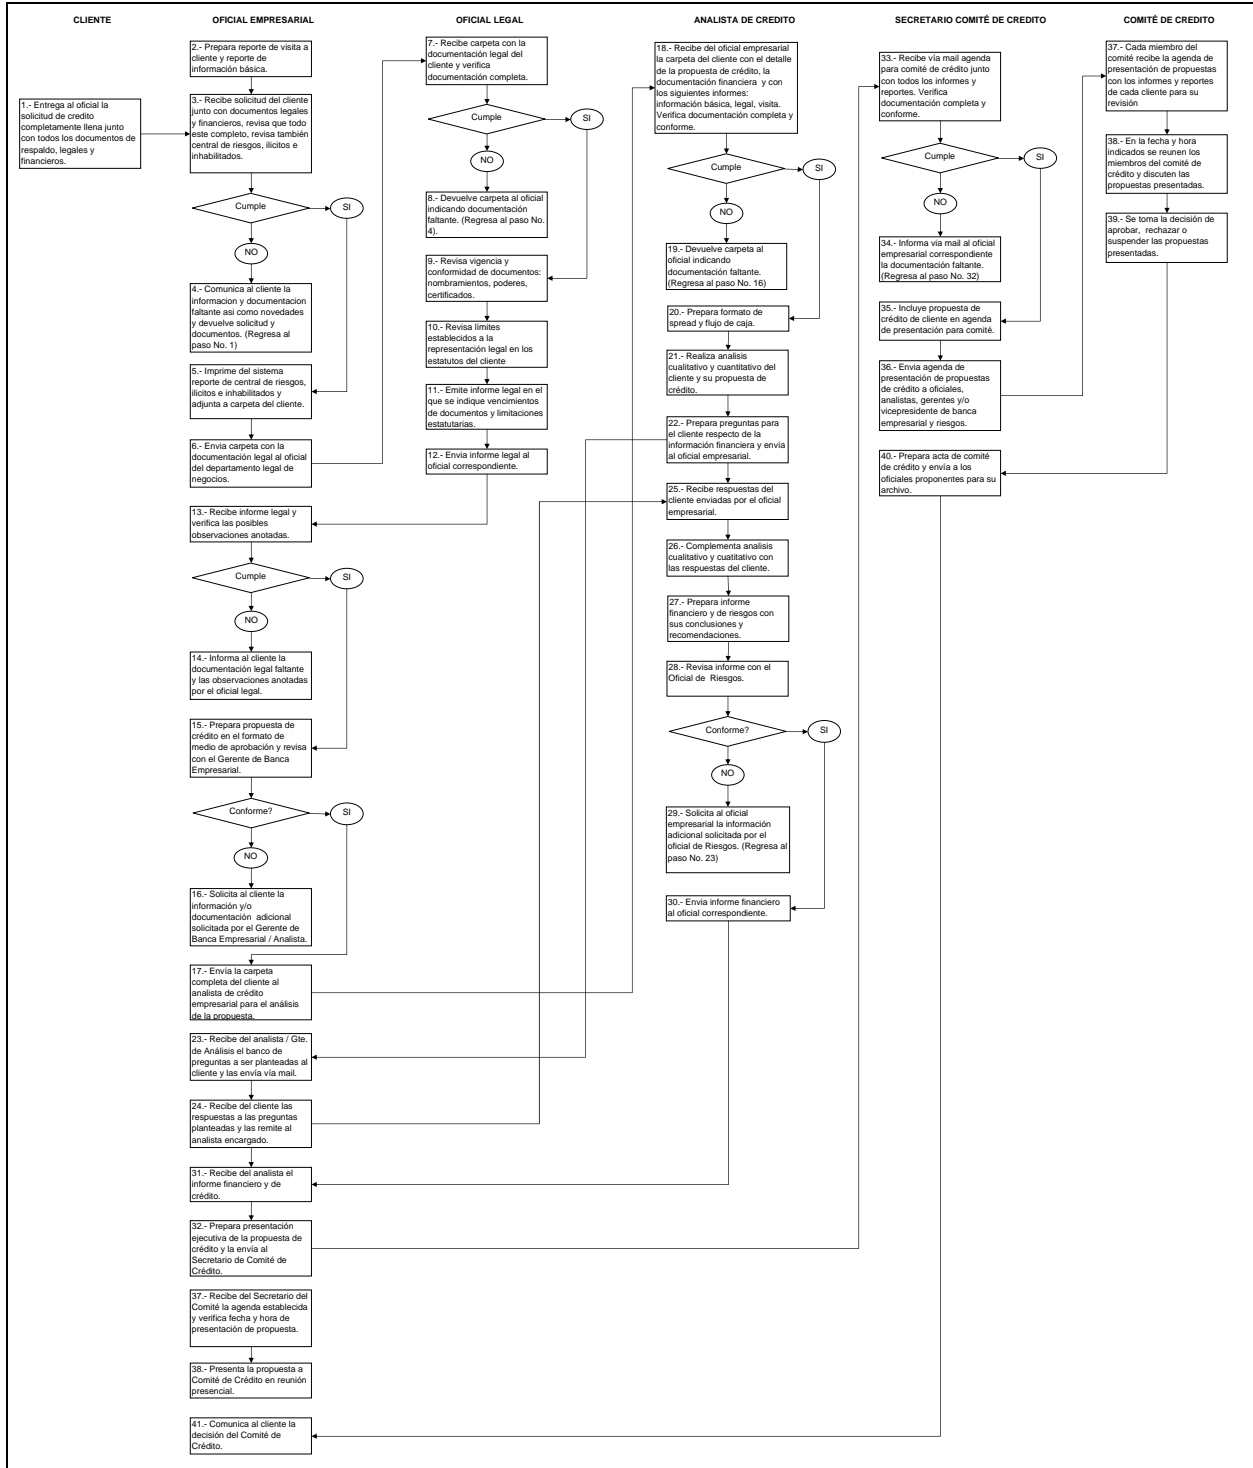 CLIENTE
OFICIAL EMPRESARIAL
OFICIAL LEGAL
ANALISTA DE CREDITO
SECRETARIO COMITÉ DE CREDITO
COMITÉ DE CREDITO
1.- Entrega al oficial la
solicitud de credito
completamente llena junto
con todos los documentos de
respaldo, legales y
financieros.
2.- Prepara reporte de visita a
cliente y reporte de
información básica.
3.- Recibe solicitud del cliente
junto con documentos legales
y financieros, revisa que todo
este completo, revisa también
central de riesgos, ilicitos e
inhabilitados.
Cumple
SI
NO
4.- Comunica al cliente la
informacion y documentacion
faltante asi como novedades
y devuelve solicitud y
documentos. (Regresa al
paso No. 1)
5.- Imprime del sistema
reporte de central de riesgos,
ilicitos e inhabilitados y
adjunta a carpeta del cliente.
6.- Envia carpeta con la
documentación legal al oficial
del departamento legal de
negocios.
13.- Recibe informe legal y
verifica las posibles
observaciones anotadas.
Cumple
SI
NO
14.- Informa al cliente la
documentación legal faltante
y las observaciones anotadas
por el oficial legal.
15.- Prepara propuesta de
crédito en el formato de
medio de aprobación y revisa
con el Gerente de Banca
Empresarial.
Conforme?
SI
NO
16.- Solicita al cliente la
información y/o
documentación adicional
solicitada por el Gerente de
Banca Empresarial / Analista.
17.- Envía la carpeta
completa del cliente al
analista de crédito
empresarial para el análisis
de la propuesta.
23.- Recibe del analista / Gte.
de Análisis el banco de
preguntas a ser planteadas al
cliente y las envía vía mail.
24.- Recibe del cliente las
respuestas a las preguntas
planteadas y las remite al
analista encargado.
31.- Recibe del analista el
informe financiero y de
crédito.
32.- Prepara presentación
ejecutiva de la propuesta de
crédito y la envía al
Secretario de Comité de
Crédito.
37.- Recibe del Secretario del
Comité la agenda establecida
y verifica fecha y hora de
presentación de propuesta.
38.- Presenta la propuesta a
Comité de Crédito en reunión
presencial.
41.- Comunica al cliente la
decisión del Comité de
Crédito.
7.- Recibe carpeta con la
documentación legal del
cliente y verifica
documentación completa.
Cumple
SI
NO
8.- Devuelve carpeta al oficial
indicando documentación
faltante. (Regresa al paso No.
4).
9.- Revisa vigencia y
conformidad de documentos:
nombramientos, poderes,
certificados.
10.- Revisa límites
establecidos a la
representación legal en los
estatutos del cliente
11.- Emite informe legal en el
que se indique vencimientos
de documentos y limitaciones
estatutarias.
12.- Envia informe legal al
oficial correspondiente.
18.- Recibe del oficial empresarial
la carpeta del cliente con el detalle
de la propuesta de crédito, la
documentación financiera y con
los siguientes informes:
información básica, legal, visita.
Verifica documentación completa y
conforme.
Cumple
SI
NO
19.- Devuelve carpeta al
oficial indicando
documentación faltante.
(Regresa al paso No. 16)
20.- Prepara formato de
spread y flujo de caja.
21.- Realiza analisis
cualitativo y cuantitativo del
cliente y su propuesta de
crédito.
22.- Prepara preguntas para
el cliente respecto de la
información financiera y envía
al oficial empresarial.
25.- Recibe respuestas del
cliente enviadas por el oficial
empresarial.
26.- Complementa analisis
cualitativo y cuatitativo con
las respuestas del cliente.
27.- Prepara informe
financiero y de riesgos con
sus conclusiones y
recomendaciones.
28.- Revisa informe con el
Oficial de Riesgos.
Conforme?
SI
NO
29.- Solicita al oficial
empresarial la información
adicional solicitada por el
oficial de Riesgos. (Regresa al
paso No. 23)
30.- Envia informe financiero
al oficial correspondiente.
33.- Recibe vía mail agenda
para comité de crédito junto
con todos los informes y
reportes. Verifica
documentación completa y
conforme.
Cumple
SI
NO
34.- Informa via mail al oficial
empresarial correspondiente
la documentación faltante.
(Regresa al paso No. 32)
35.- Incluye propuesta de
crédito de cliente en agenda
de presentación para comité.
36.- Envia agenda de
presentación de propuestas
de crédito a oficiales,
analistas, gerentes y/o
vicepresidente de banca
empresarial y riesgos.
40.- Prepara acta de comité
de crédito y envía a los
oficiales proponentes para su
archivo.
37.- Cada miembro del
comité recibe la agenda de
presentación de propuestas
con los informes y reportes
de cada cliente para su
revisión
38.- En la fecha y hora
indicados se reunen los
miembros del comité de
crédito y discuten las
propuestas presentadas.
39.- Se toma la decisión de
aprobar, rechazar o
suspender las propuestas
presentadas.